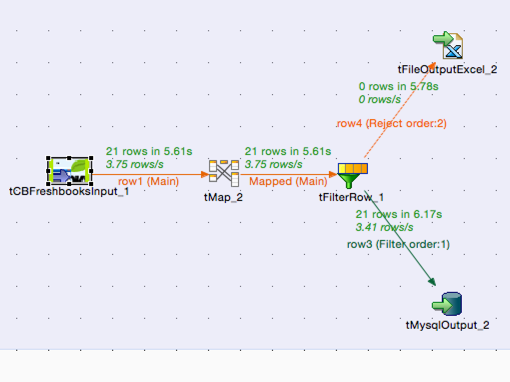 tFileOutputExcel_2
0 rows in 5.78s
0 rows/s
row4 (Reject order:2)
21 rows in 5.61s
3.75 rows/s
row1 (Main)
21 rows in 5.61s
3.75 rows/s
Mapped (Main)
tCBFreshbooksInput_1
tMap_2
tFilterRow_1
21 rows in 6.17s
3.41 rows/s
row3 (Filter order:1)
tMysqlOutput_2